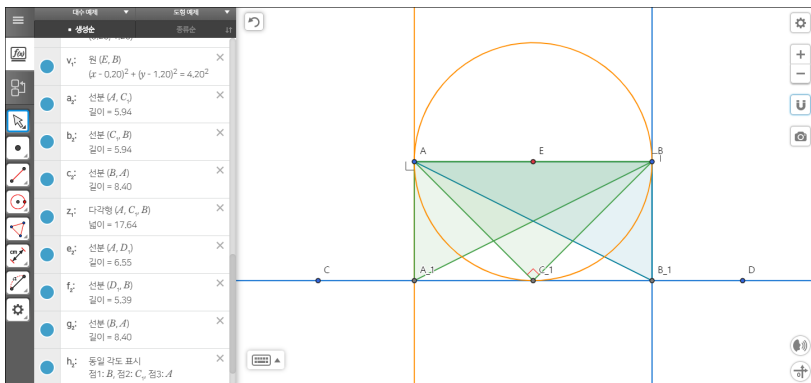 대수 예제 ▼ 도형 예제 ▼
• 생성순 종류순
f(x)
v₁: 원 (E, B)
(x - 0.20)² + (y - 1.20)² = 4.20²
a₂: 선분 (A, C₁)
길이 = 5.94
b₂: 선분 (C₁, B)
길이 = 5.94
c₂: 선분 (B, A)
길이 = 8.40
z₁: 다각형 (A, C₁, B)
넓이 = 17.64
e₂: 선분 (A, D₁)
길이 = 6.55
f₂: 선분 (D₁, B)
길이 = 5.39
g₂: 선분 (B, A)
길이 = 8.40
h₂: 동일 각도 표시
점1: B, 점2: C₁, 점3: A
A E B
C A_1 C_1 B_1 D